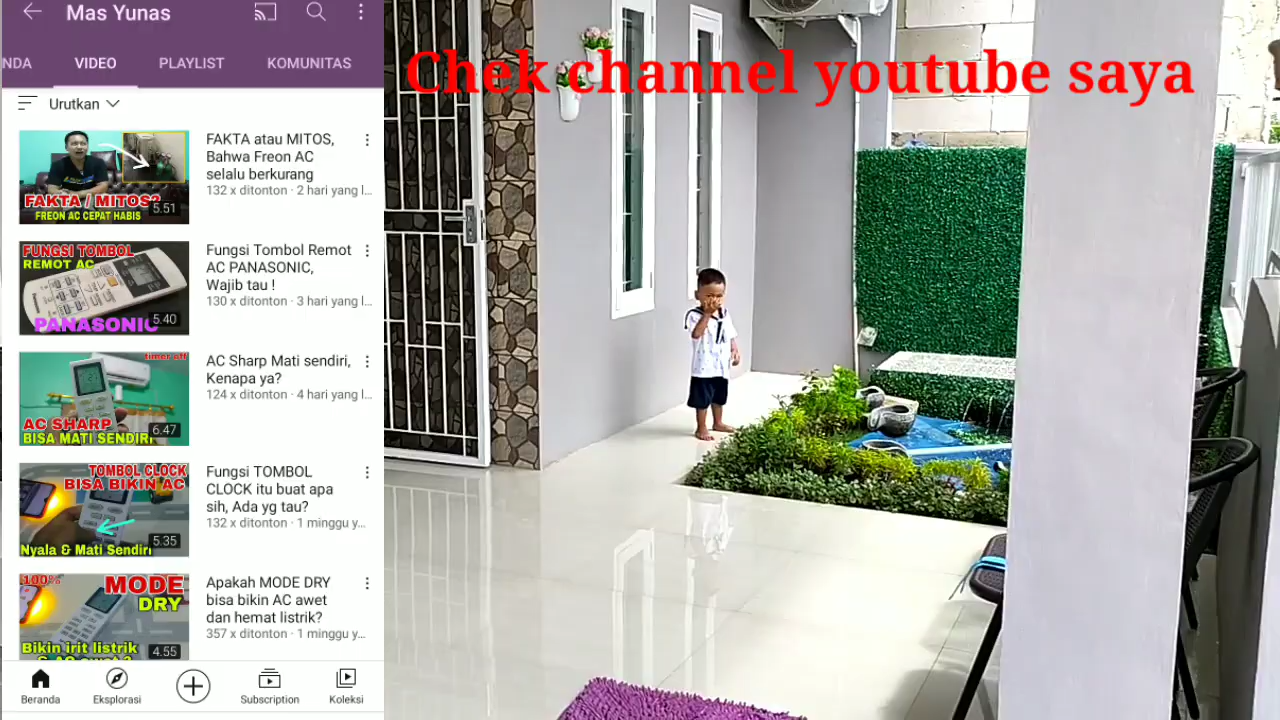 Mas Yunas
NDA
VIDEO
PLAYLIST
KOMUNITAS
Chek channel youtube saya
Urutkan
FAKTA / MITOS?
FREON AC CEPAT HABIS
5.51
FAKTA atau MITOS,
Bahwa Freon AC
selalu berkurang
132 x ditonton · 2 hari yang l...
FUNGSI TOMBOL
REMOT AC
PANASONIC
5.40
Fungsi Tombol Remot
AC PANASONIC,
Wajib tau !
130 x ditonton · 3 hari yang l...
timer off
AC SHARP
BISA MATI SENDIRI
6.47
AC Sharp Mati sendiri,
Kenapa ya?
124 x ditonton · 4 hari yang l...
TOMBOL CLOCK
BISA BIKIN AC
Nyala & Mati Sendiri
5.35
Fungsi TOMBOL
CLOCK itu buat apa
sih, Ada yg tau?
132 x ditonton · 1 minggu y...
100%
MODE
DRY
Bikin irit listrik
& AC awet ?
4.55
Apakah MODE DRY
bisa bikin AC awet
dan hemat listrik?
357 x ditonton · 1 minggu y...
Beranda
Eksplorasi
Subscription
Koleksi